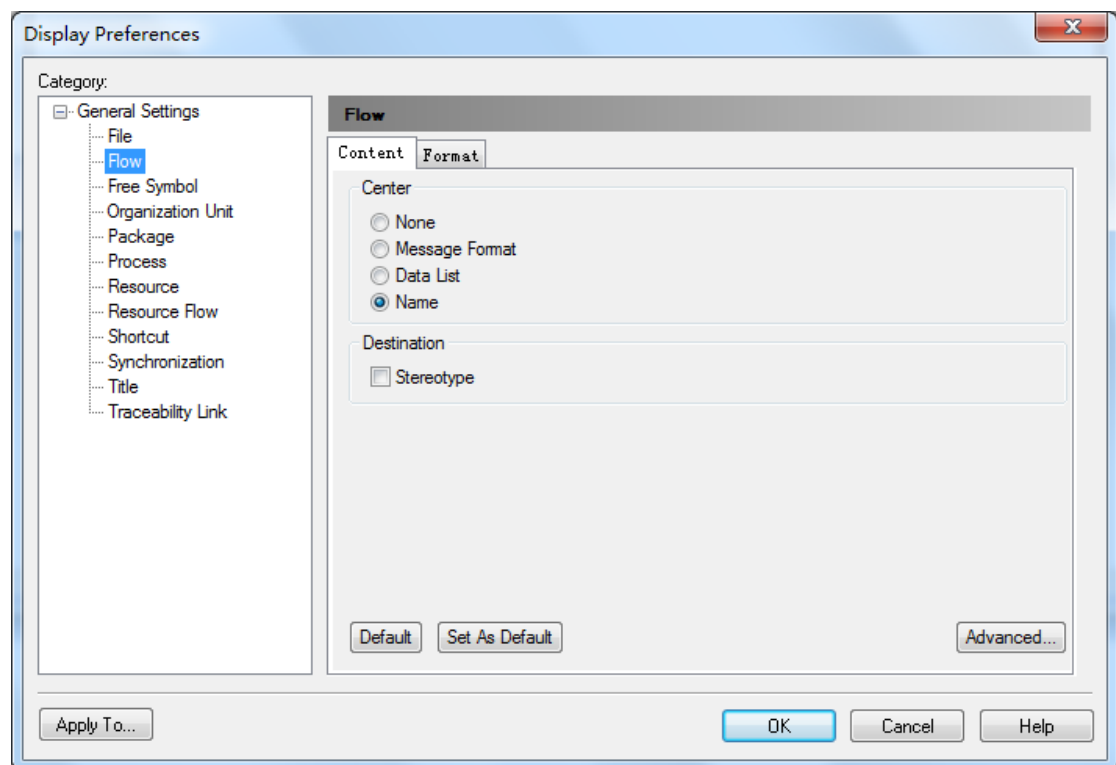 Display Preferences
Category:
General Settings
File
Flow
Free Symbol
Organization Unit
Package
Process
Resource
Resource Flow
Shortcut
Synchronization
Title
Traceability Link
Flow
Content Format
Center
None
Message Format
Data List
Name
Destination
Stereotype
Default Set As Default Advanced...
Apply To... OK Cancel Help